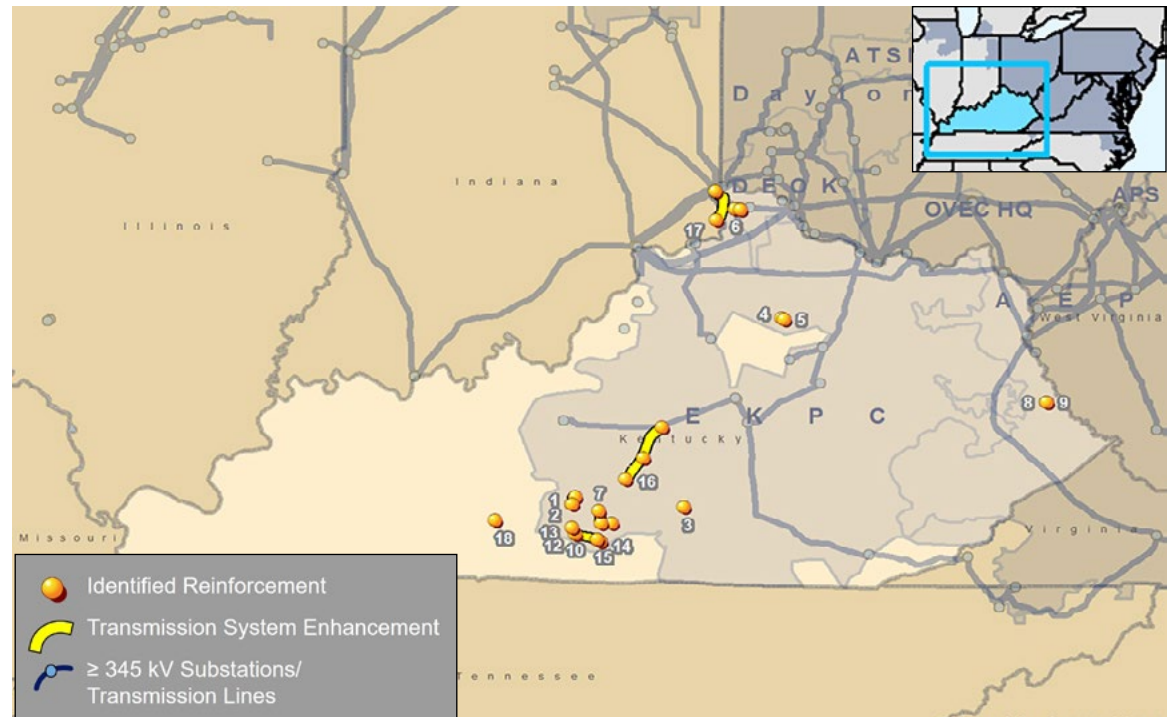 ATSI
Dayton
Indiana
DEOK
APS
Illinois
OVEC HQ
17
6
AEP
West Virginia
4
5
8
9
EKPC
Kentucky
16
1
7
2
3
13
18
12
10
14
15
Missouri
Virginia
Identified Reinforcement
Transmission System Enhancement
≥ 345 kV Substations/
Transmission Lines
Tennessee